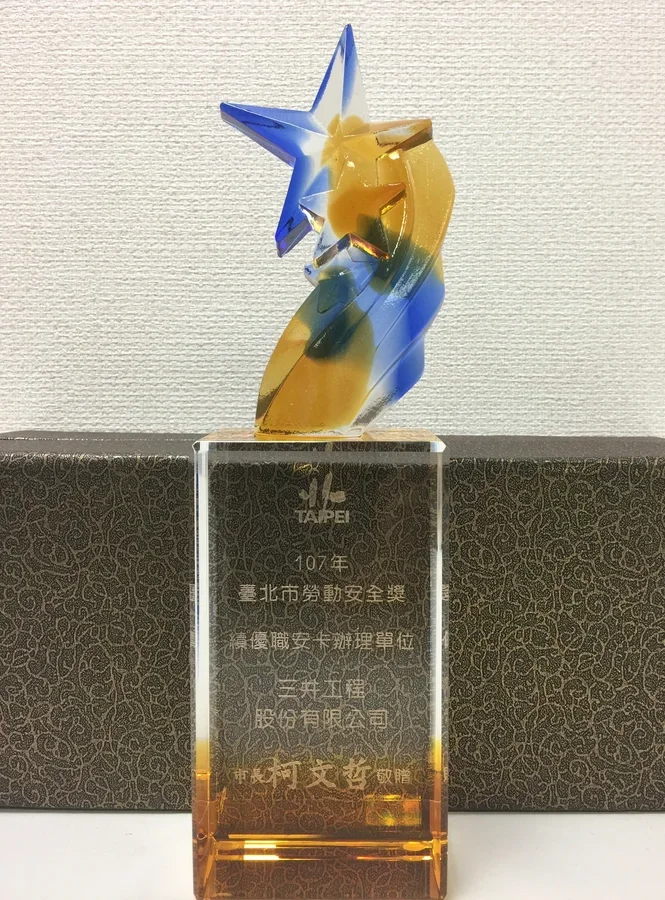 北
TAIPEI
107年
臺北市勞動安全獎
績優職安卡辦理單位
三井工程
股份有限公司
市長柯文哲敬贈